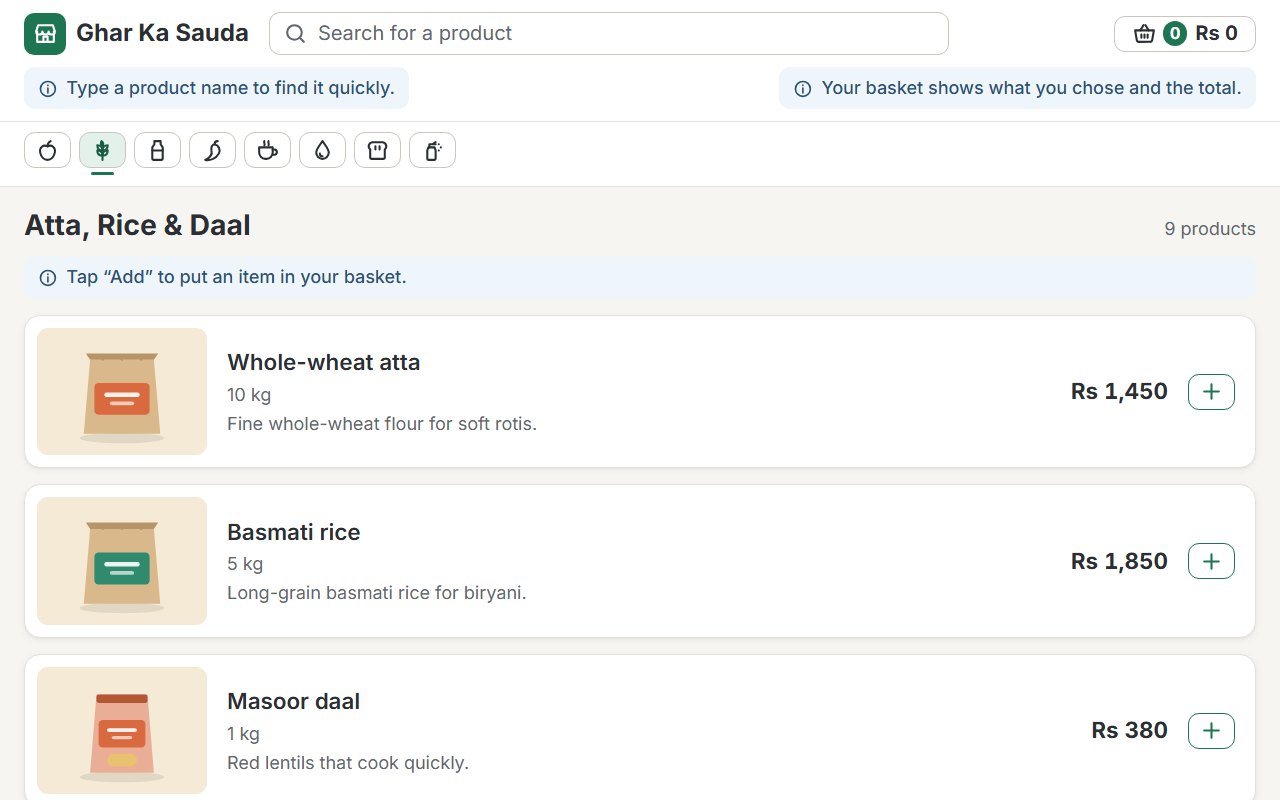 Ghar Ka Sauda
Search for a product
0 Rs 0
Type a product name to find it quickly.
Your basket shows what you chose and the total.
Atta, Rice & Daal
9 products
Tap “Add” to put an item in your basket.
Whole-wheat atta
10 kg
Fine whole-wheat flour for soft rotis.
Rs 1,450
Basmati rice
5 kg
Long-grain basmati rice for biryani.
Rs 1,850
Masoor daal
1 kg
Red lentils that cook quickly.
Rs 380